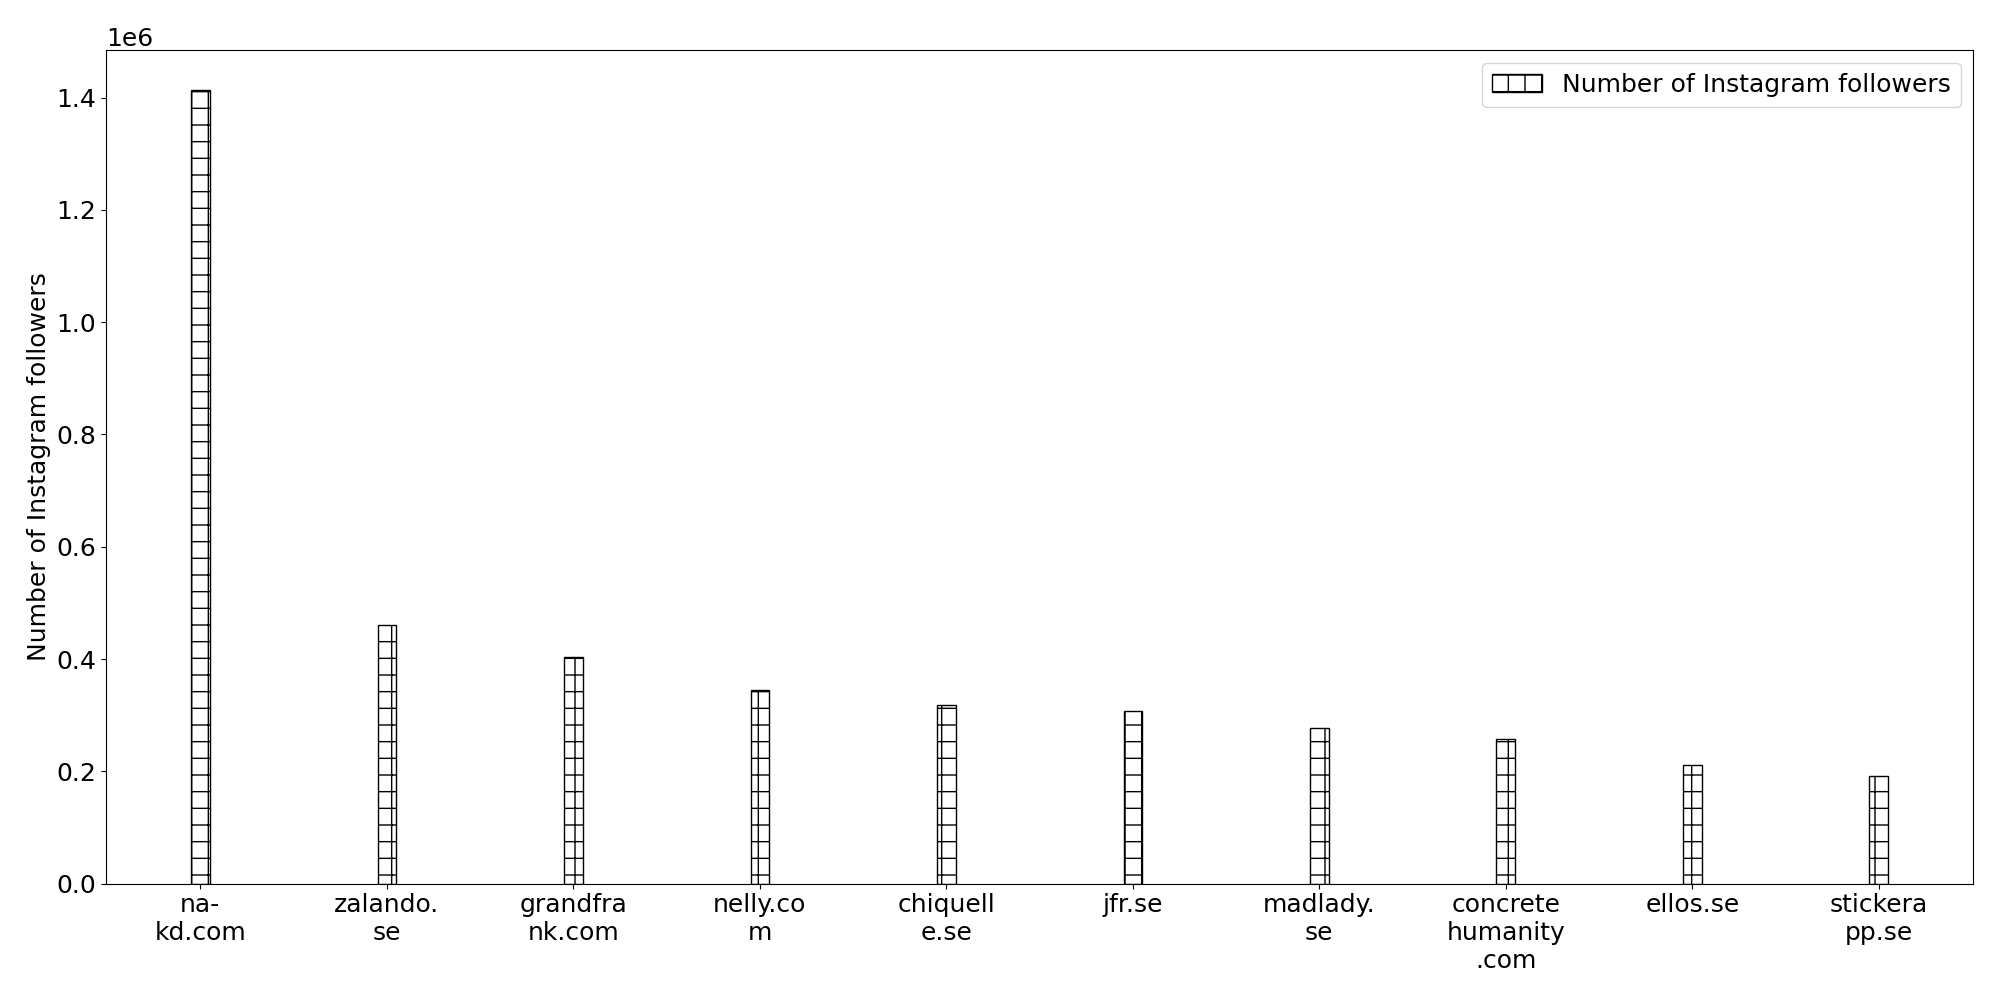 1e6
Number of Instagram followers
1.4
1.2
1.0
0.8
0.6
0.4
0.2
0.0
Number of Instagram followers
na-
kd.com
zalando.
se
grandfra
nk.com
nelly.co
m
chiquell
e.se
jfr.se
madlady.
se
concrete
humanity
.com
ellos.se
stickera
pp.se